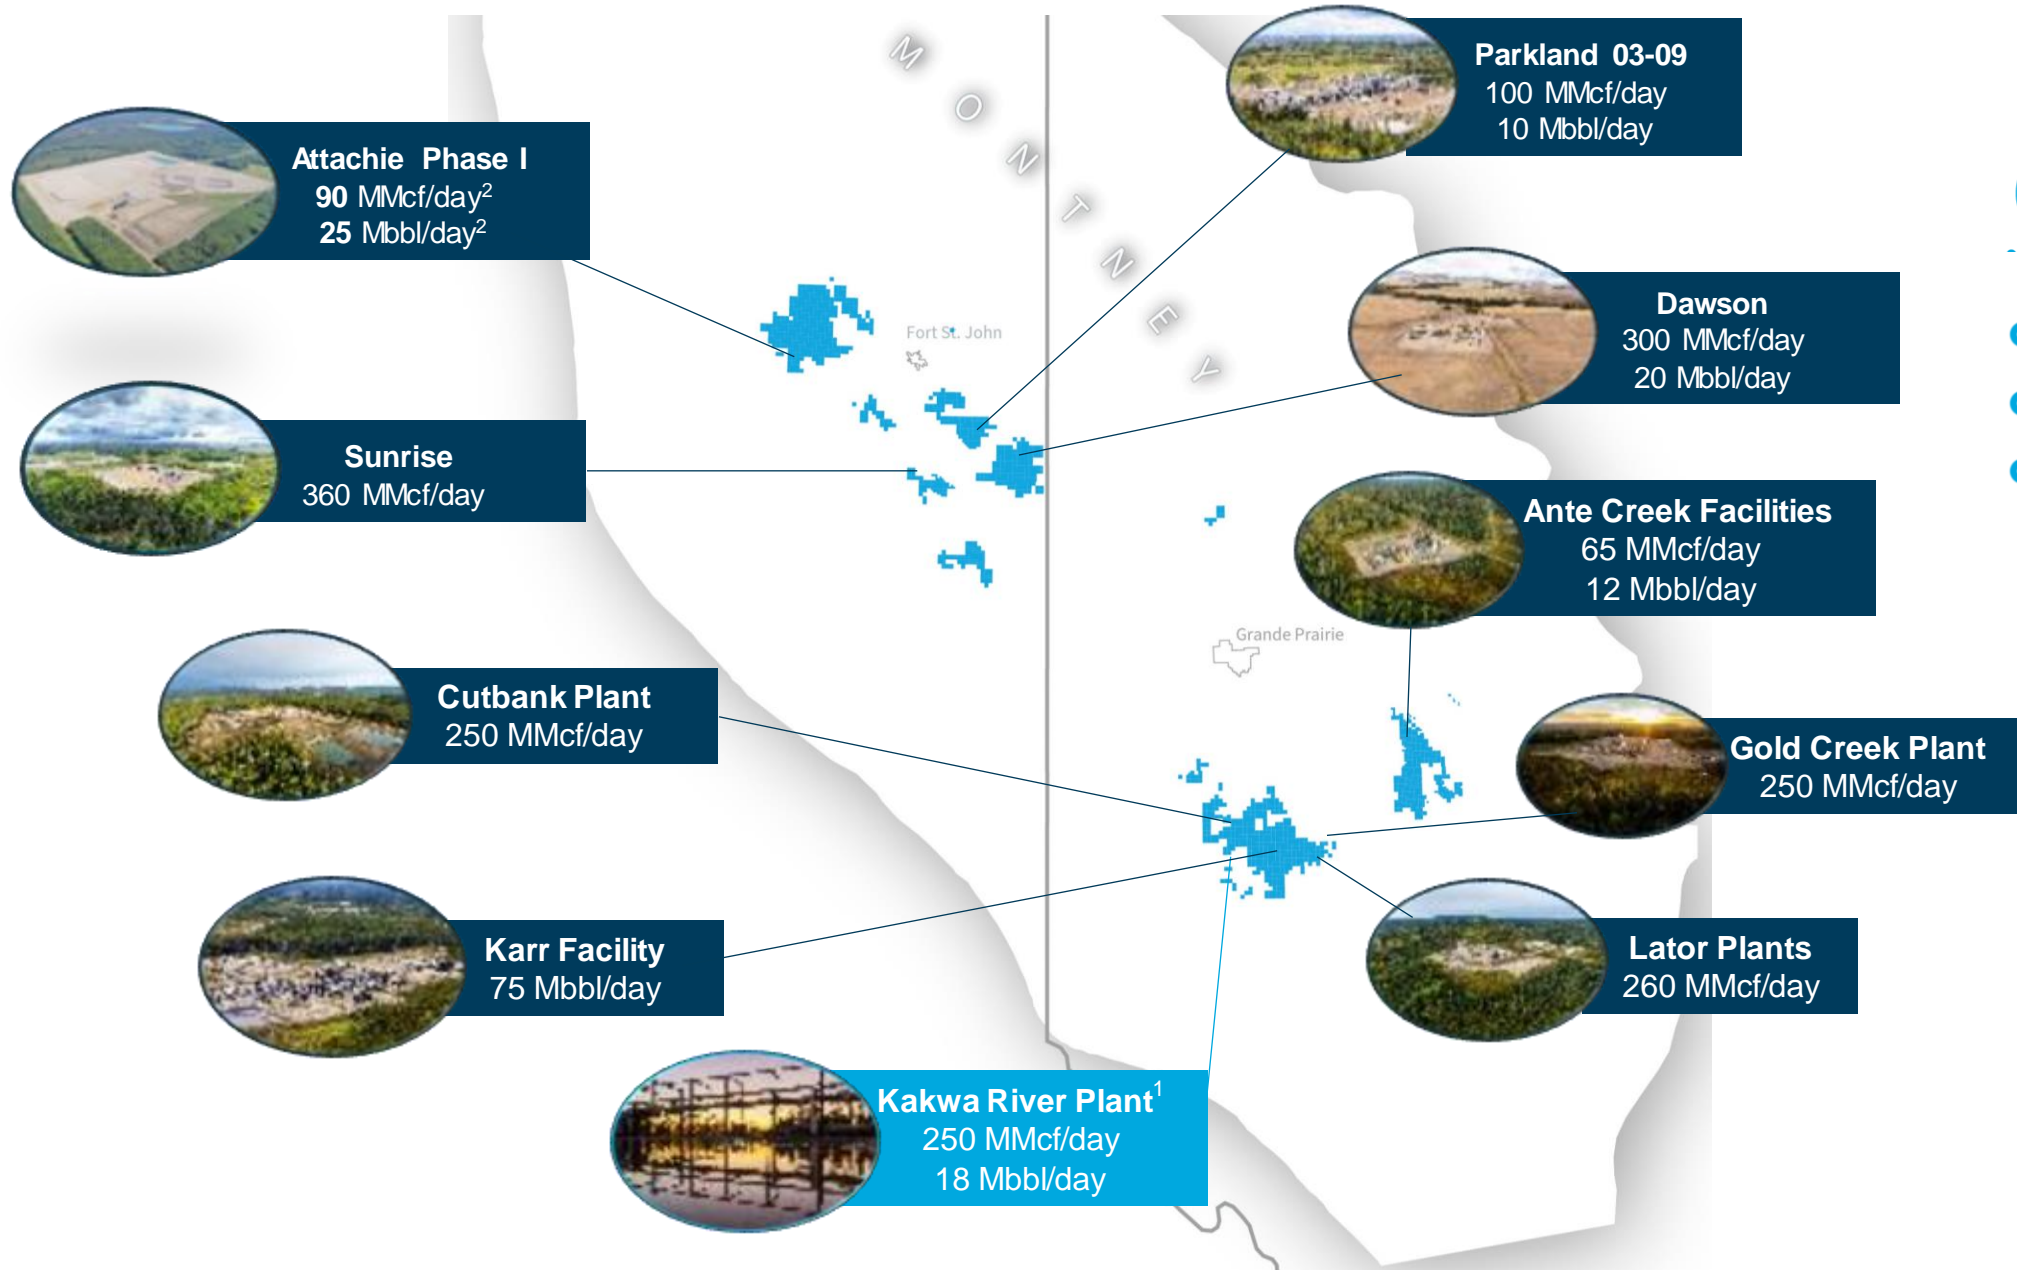 MONTNEY
Parkland 03-09
100 MMcf/day
10 Mbbl/day
Attachie Phase I
90 MMcf/day²
25 Mbbl/day²
Dawson
300 MMcf/day
20 Mbbl/day
Fort St. John
Sunrise
360 MMcf/day
Ante Creek Facilities
65 MMcf/day
12 Mbbl/day
Grande Prairie
Cutbank Plant
250 MMcf/day
Gold Creek Plant
250 MMcf/day
Karr Facility
75 Mbbl/day
Lator Plants
260 MMcf/day
Kakwa River Plant¹
250 MMcf/day
18 Mbbl/day